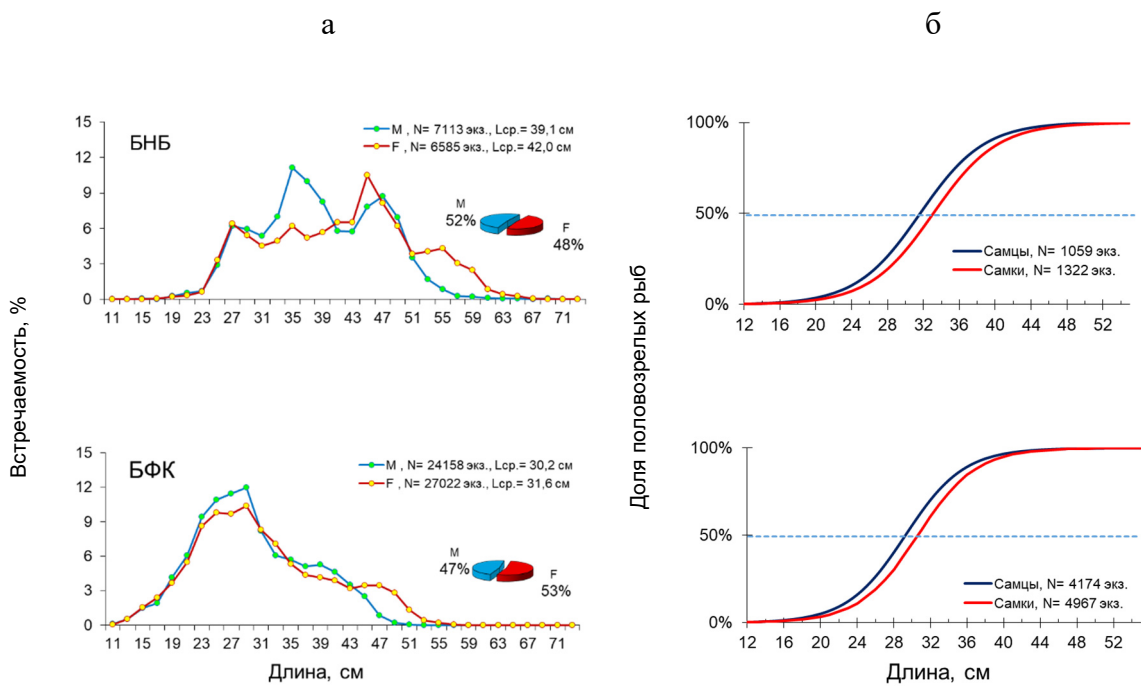 а
б
Встречаемость, %
15
12
9
6
3
0
БНБ
M , N= 7113 экз., Lср.= 39,1 см
F , N= 6585 экз., Lср.= 42,0 см
M
52%
F
48%
11 15 19 23 27 31 35 39 43 47 51 55 59 63 67 71
Доля половозрелых рыб
100%
50%
0%
Самцы, N= 1059 экз.
Самки, N= 1322 экз.
12 16 20 24 28 32 36 40 44 48 52
15
12
9
6
3
0
БФК
M , N= 24158 экз., Lср.= 30,2 см
F , N= 27022 экз., Lср.= 31,6 см
M
47%
F
53%
11 15 19 23 27 31 35 39 43 47 51 55 59 63 67 71
Длина, см
100%
50%
0%
Самцы, N= 4174 экз.
Самки, N= 4967 экз.
12 16 20 24 28 32 36 40 44 48 52
Длина, см